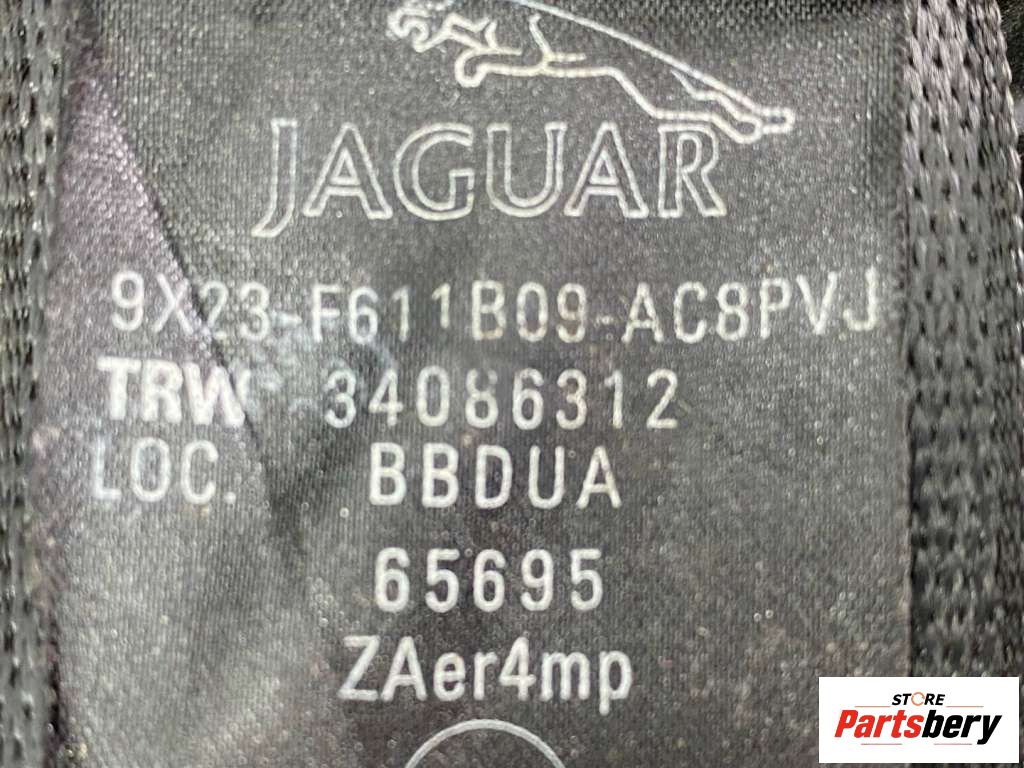 JAGUAR
9X23-F611B09-AC8PVJ
TRW 34086312
LOC. BBDUA
65695
ZAer4mp
STORE
Partsbery